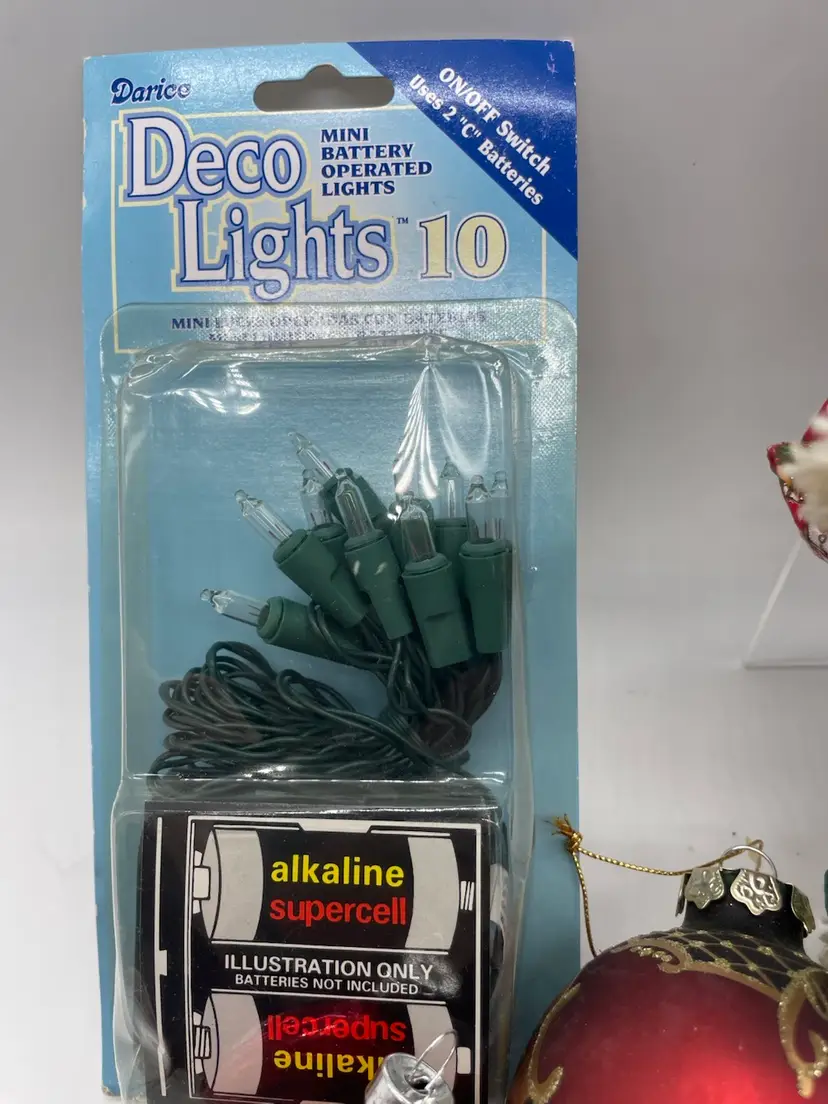 Darice
ON/OFF Switch
Uses 2 "C" Batteries
Deco
Lights™ 10
MINI
BATTERY
OPERATED
LIGHTS
MINI
alkaline
supercell
ILLUSTRATION ONLY
BATTERIES NOT INCLUDED
supercell
alkaline